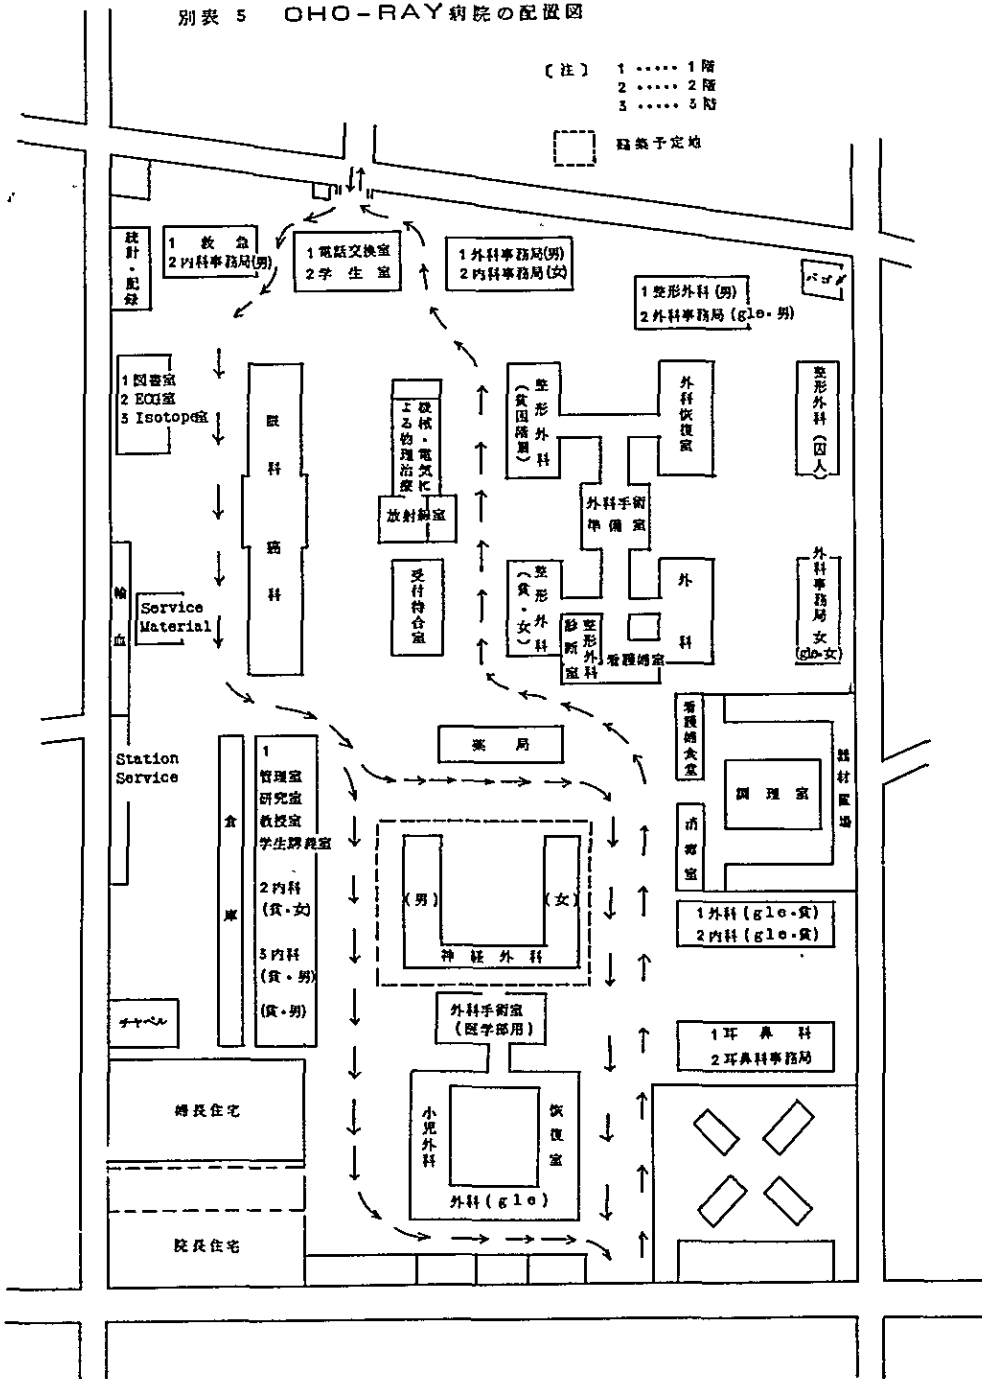 別表 5 OHO-RAY病院の配置図
〔注〕 1 ····· 1階
2 ····· 2階
3 ····· 3階
建築予定地
統計・記録
1 救急
2 内科事務局(男)
1 電話交換室
2 学生室
1 外科事務局(男)
2 内科事務局(女)
1 整形外科(男)
2 外科事務局(gle・男)
パゴダ
1 図書室
2 ECG室
3 Isotope室
眼科
癌科
機械・電気による物理治療
放射線室
整形外科
(貧困階層)
外科恢復室
整形外科(囚人)
外科手術
準備室
輸血
Service
Material
受付待合室
整形外科
(貧・女)
整形外科
診断室
看護婦室
外科
外科事務局
女
(gle・女)
Station
Service
倉庫
1
管理室
研究室
教授室
学生講義室
2 内科
(貧・女)
3 内科
(貧・男)
(貧・男)
薬局
看護婦食堂
調理室
器材置場
消毒室
(男)
(女)
神経外科
1 外科(gle・貧)
2 内科(gle・貧)
チャペル
外科手術室
(医学部用)
1 耳鼻科
2 耳鼻科事務局
婦長住宅
小児外科
恢復室
外科(gle)
院長住宅